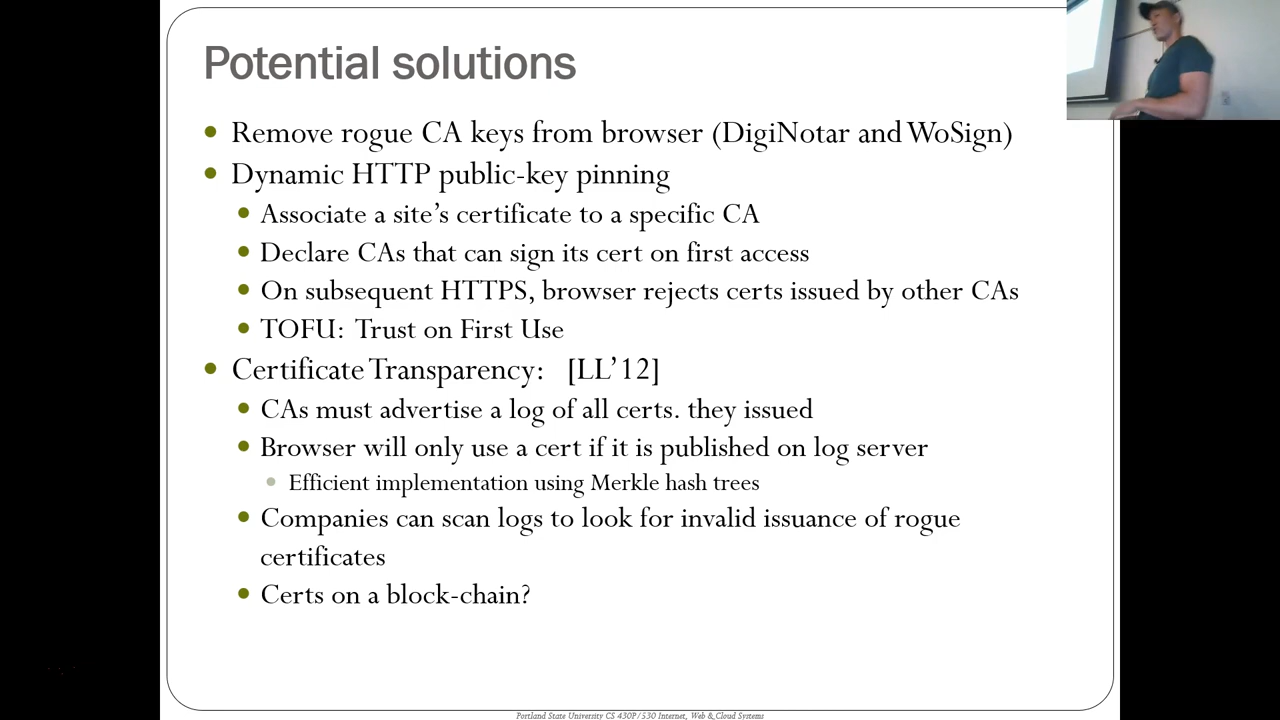 Potential solutions
Remove rogue CA keys from browser (DigiNotar and WoSign)
Dynamic HTTP public-key pinning
Associate a site's certificate to a specific CA
Declare CAs that can sign its cert on first access
On subsequent HTTPS, browser rejects certs issued by other CAs
TOFU: Trust on First Use
Certificate Transparency: [LL'12]
CAs must advertise a log of all certs. they issued
Browser will only use a cert if it is published on log server
Efficient implementation using Merkle hash trees
Companies can scan logs to look for invalid issuance of rogue
certificates
Certs on a block-chain?
Portland State University CS 430P/530 Internet, Web & Cloud Systems